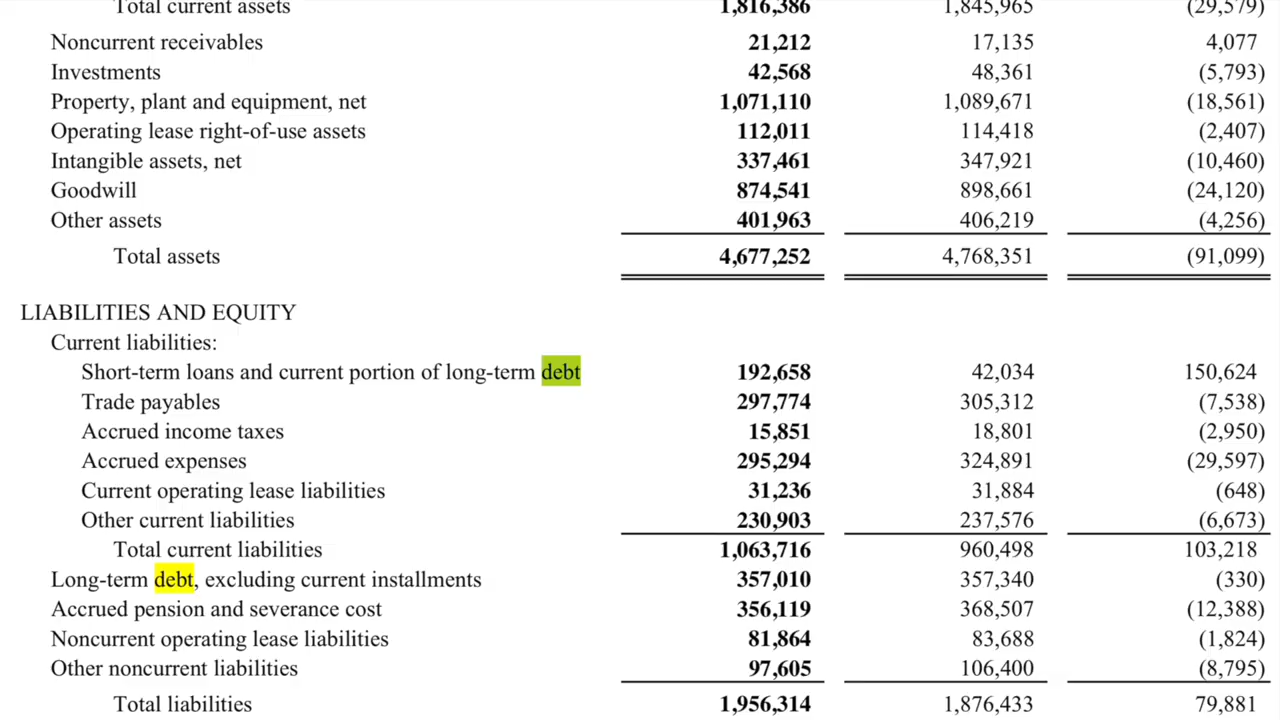 Total current assets 1,816,386 1,845,965 (29,579)
Noncurrent receivables 21,212 17,135 4,077
Investments 42,568 48,361 (5,793)
Property, plant and equipment, net 1,071,110 1,089,671 (18,561)
Operating lease right-of-use assets 112,011 114,418 (2,407)
Intangible assets, net 337,461 347,921 (10,460)
Goodwill 874,541 898,661 (24,120)
Other assets 401,963 406,219 (4,256)
Total assets 4,677,252 4,768,351 (91,099)
LIABILITIES AND EQUITY
Current liabilities:
Short-term loans and current portion of long-term debt 192,658 42,034 150,624
Trade payables 297,774 305,312 (7,538)
Accrued income taxes 15,851 18,801 (2,950)
Accrued expenses 295,294 324,891 (29,597)
Current operating lease liabilities 31,236 31,884 (648)
Other current liabilities 230,903 237,576 (6,673)
Total current liabilities 1,063,716 960,498 103,218
Long-term debt, excluding current installments 357,010 357,340 (330)
Accrued pension and severance cost 356,119 368,507 (12,388)
Noncurrent operating lease liabilities 81,864 83,688 (1,824)
Other noncurrent liabilities 97,605 106,400 (8,795)
Total liabilities 1,956,314 1,876,433 79,881